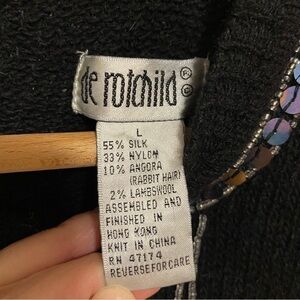 de rotchild ® ©
L
55% SILK
33% NYLON
10% ANGORA
(RABBIT HAIR)
2% LAMBSWOOL
ASSEMBLED AND
FINISHED IN
HONG KONG
KNIT IN CHINA
RN 47174
REVERSE FOR CARE